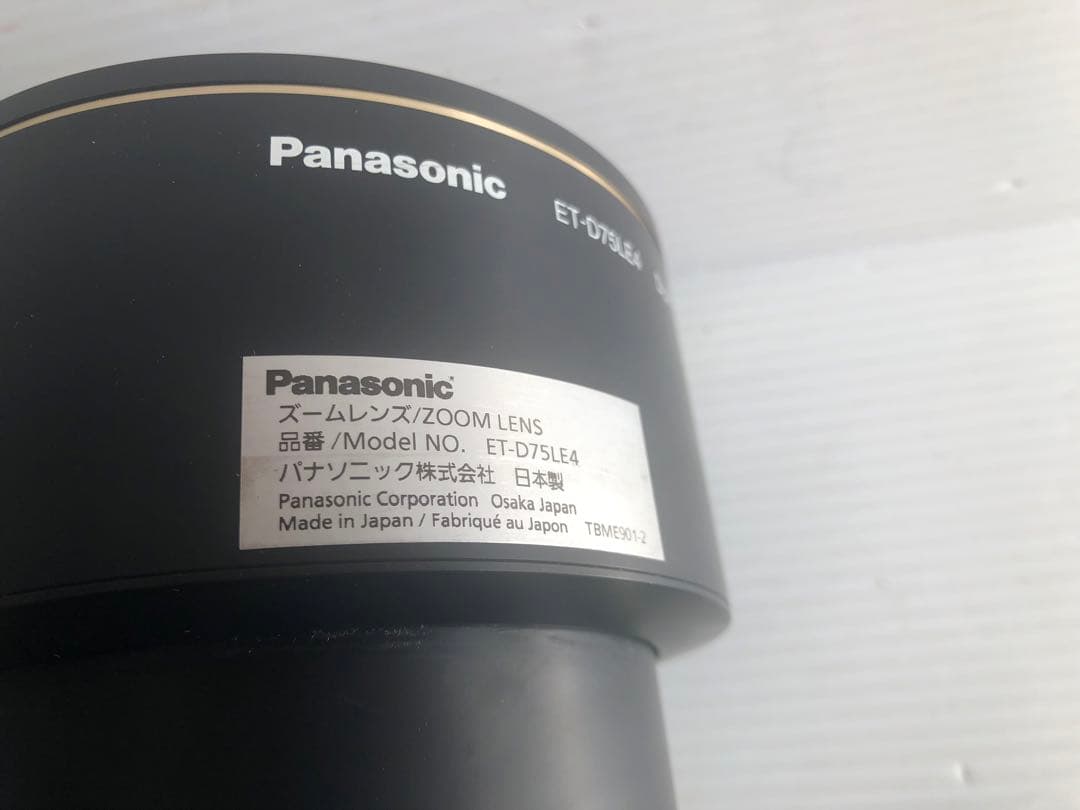 Panasonic ET-D75LE4
Panasonic
ズームレンズ/ZOOM LENS
品番/Model NO. ET-D75LE4
パナソニック株式会社 日本製
Panasonic Corporation Osaka Japan
Made in Japan / Fabriqué au Japon TBME901-2